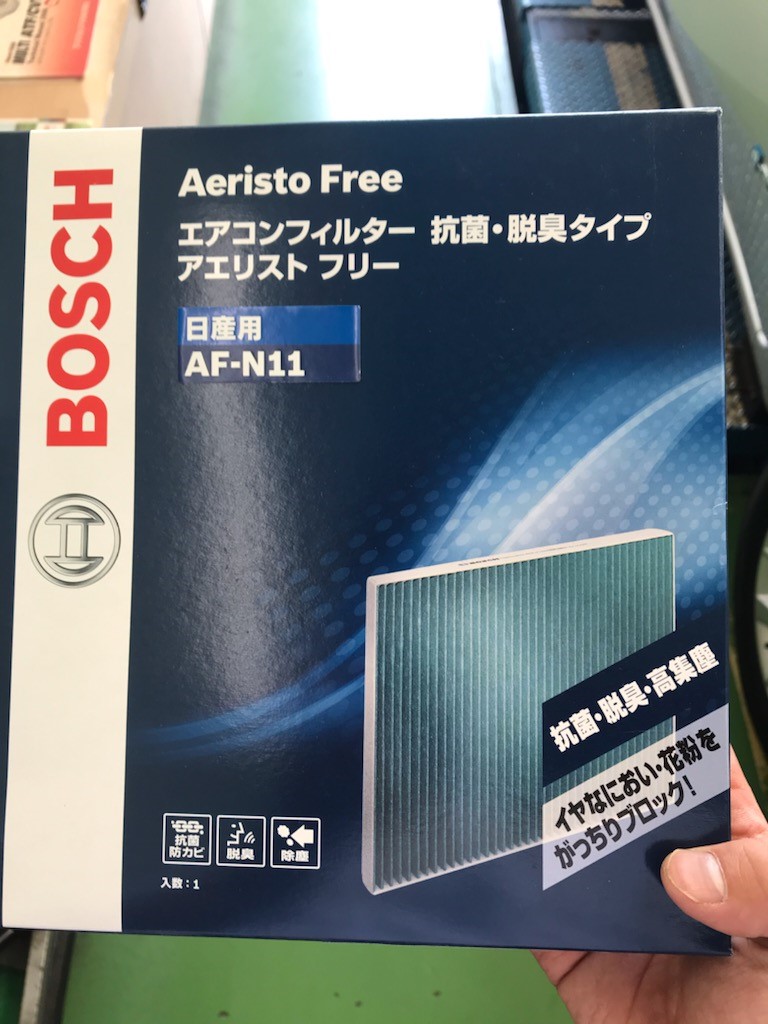 MULTI ATF/CV
BOSCH
Aeristo Free
エアコンフィルター 抗菌・脱臭タイプ
アエリスト フリー
日産用
AF-N11
抗菌・脱臭・高集塵
イヤなにおい・花粉を
がっちりブロック!
抗菌
防カビ
脱臭
除塵
入数:1